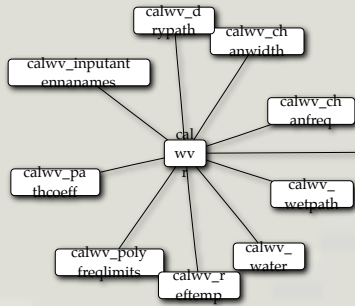 calwv_d
rypath
calwv_ch
anwidth
calwv_inputant
ennanames
calwv_ch
anfreq
cal
wv
r
calwv_pa
thcoeff
calwv_
wetpath
calwv_poly
freqlimits
calwv_
water
calwv_r
eftemp